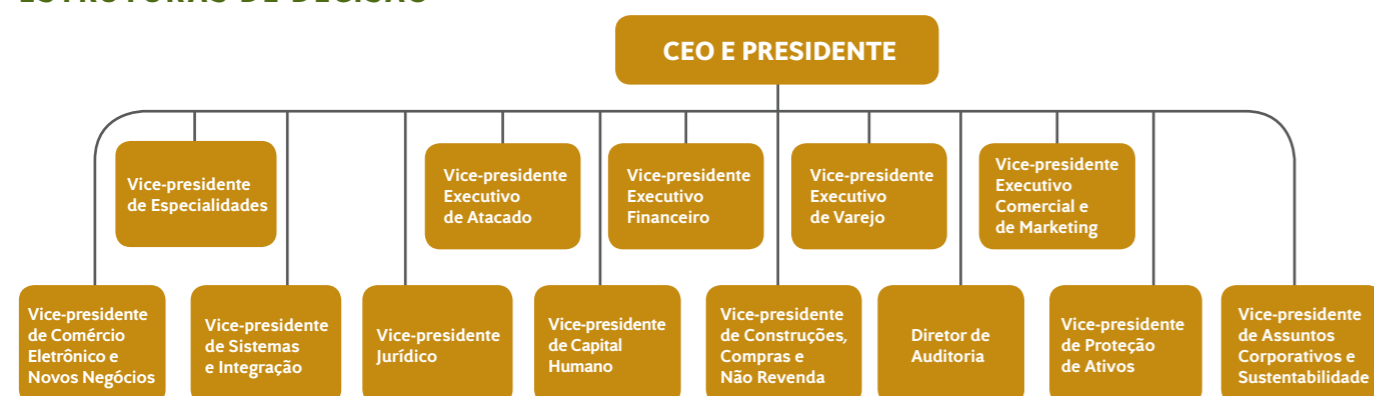 ESTRUTURAS DE DECISÃO
CEO E PRESIDENTE
Vice-presidente
de Especialidades
Vice-presidente
Executivo
de Atacado
Vice-presidente
Executivo
Financeiro
Vice-presidente
Executivo
de Varejo
Vice-presidente
Executivo
Comercial e
de Marketing
Vice-presidente
de Comércio
Eletrônico e
Novos Negócios
Vice-presidente
de Sistemas
e Integração
Vice-presidente
Jurídico
Vice-presidente
de Capital
Humano
Vice-presidente
de Construções,
Compras e
Não Revenda
Diretor de
Auditoria
Vice-presidente
de Proteção
de Ativos
Vice-presidente
de Assuntos
Corporativos e
Sustentabilidade